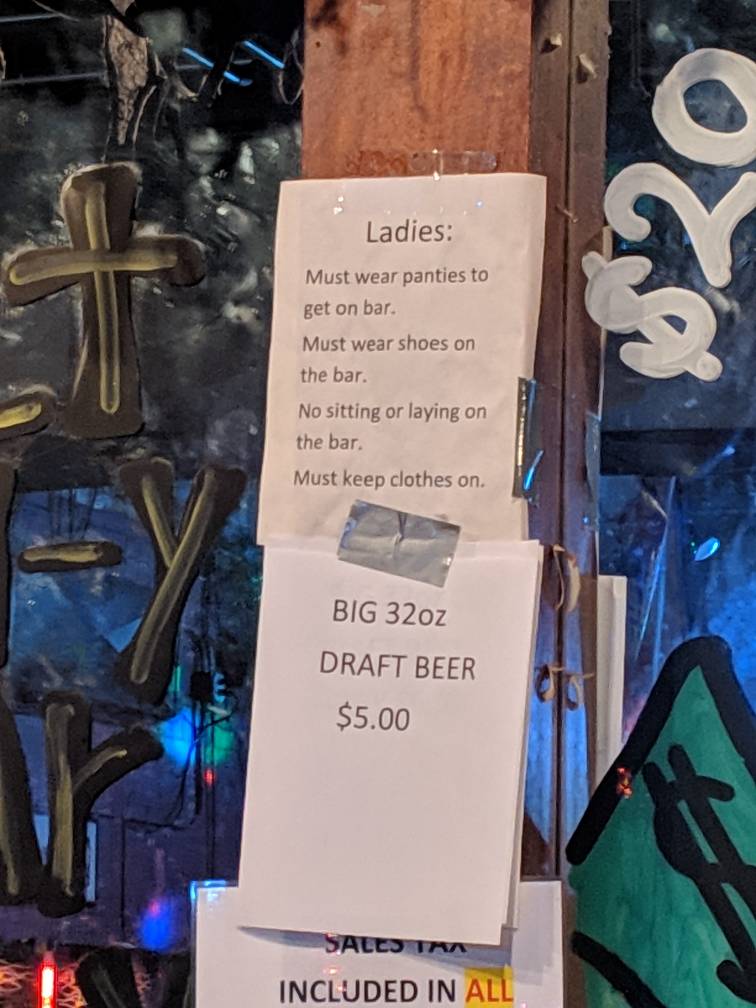 Ladies:
Must wear panties to
get on bar.
Must wear shoes on
the bar.
No sitting or laying on
the bar.
Must keep clothes on.
BIG 32oz
DRAFT BEER
$5.00
SALES TAX
INCLUDED IN ALL
$20
t
-y
r
$